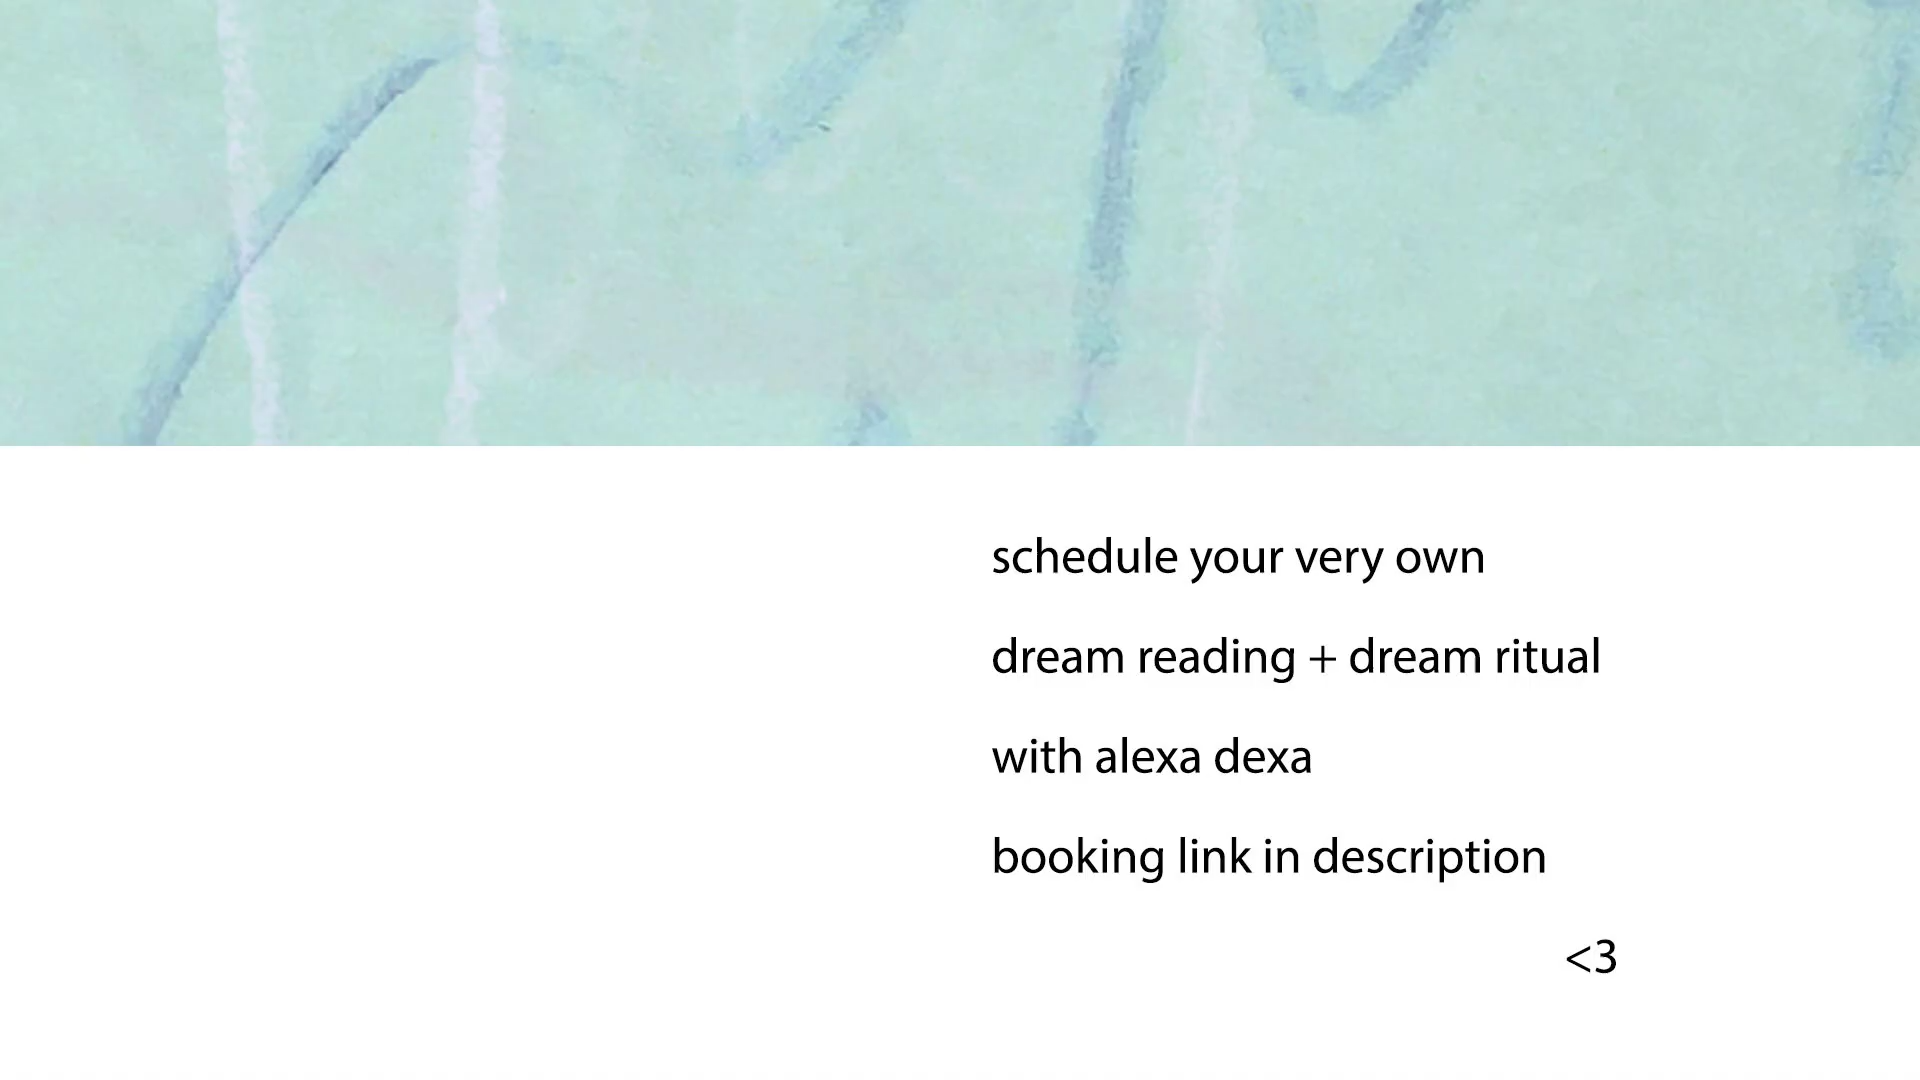 schedule your very own
dream reading + dream ritual
with alexa dexa
booking link in description
<3